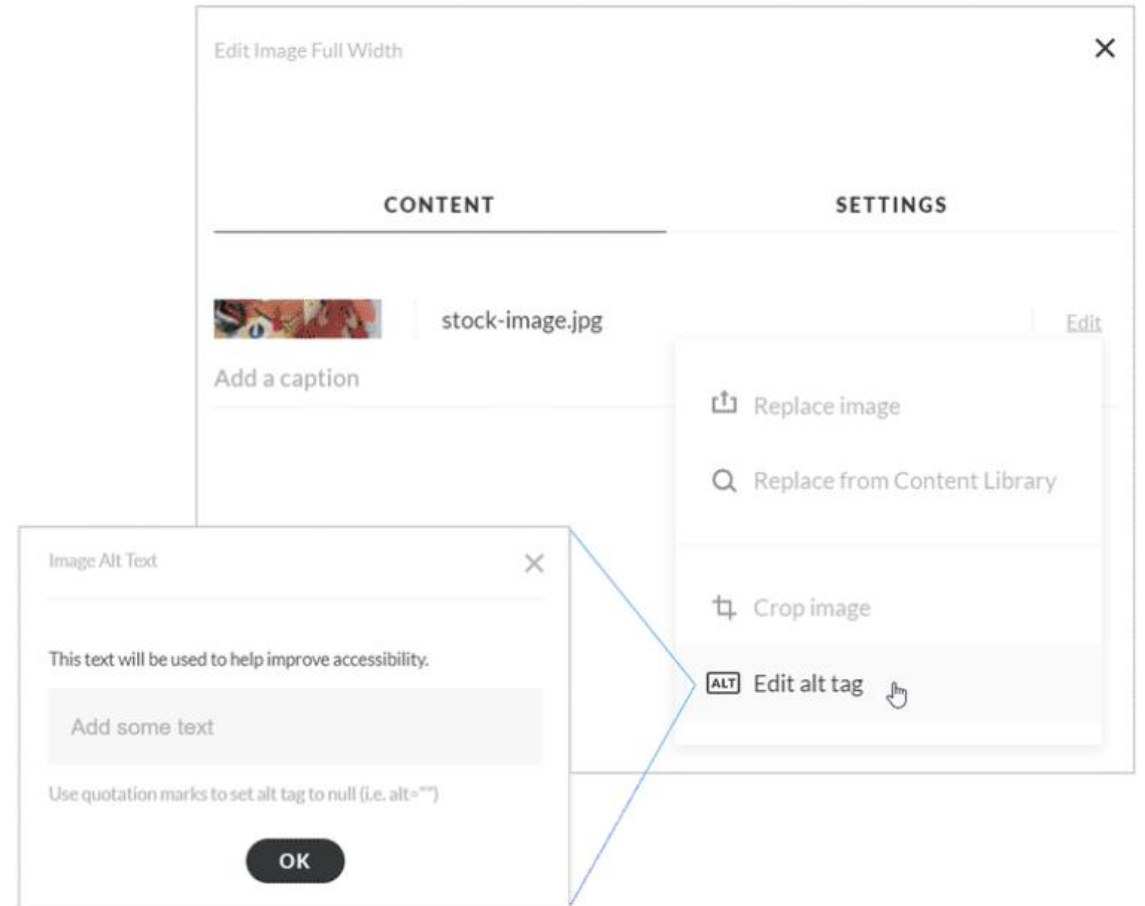 Edit Image Full Width
CONTENT
SETTINGS
stock-image.jpg
Edit
Add a caption
Replace image
Replace from Content Library
Crop image
ALT Edit alt tag
Image Alt Text
This text will be used to help improve accessibility.
Add some text
Use quotation marks to set alt tag to null (i.e. alt="")
OK